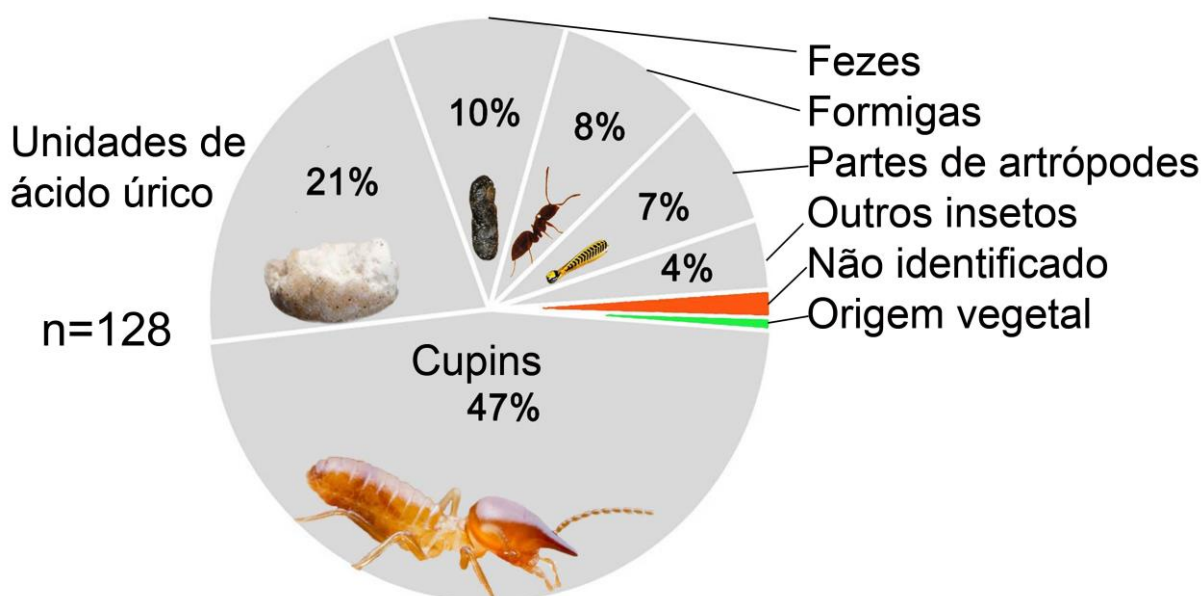 Fezes
Formigas
Partes de artrópodes
Outros insetos
Não identificado
Origem vegetal
Unidades de
ácido úrico
n=128
21%
10%
8%
7%
4%
Cupins
47%